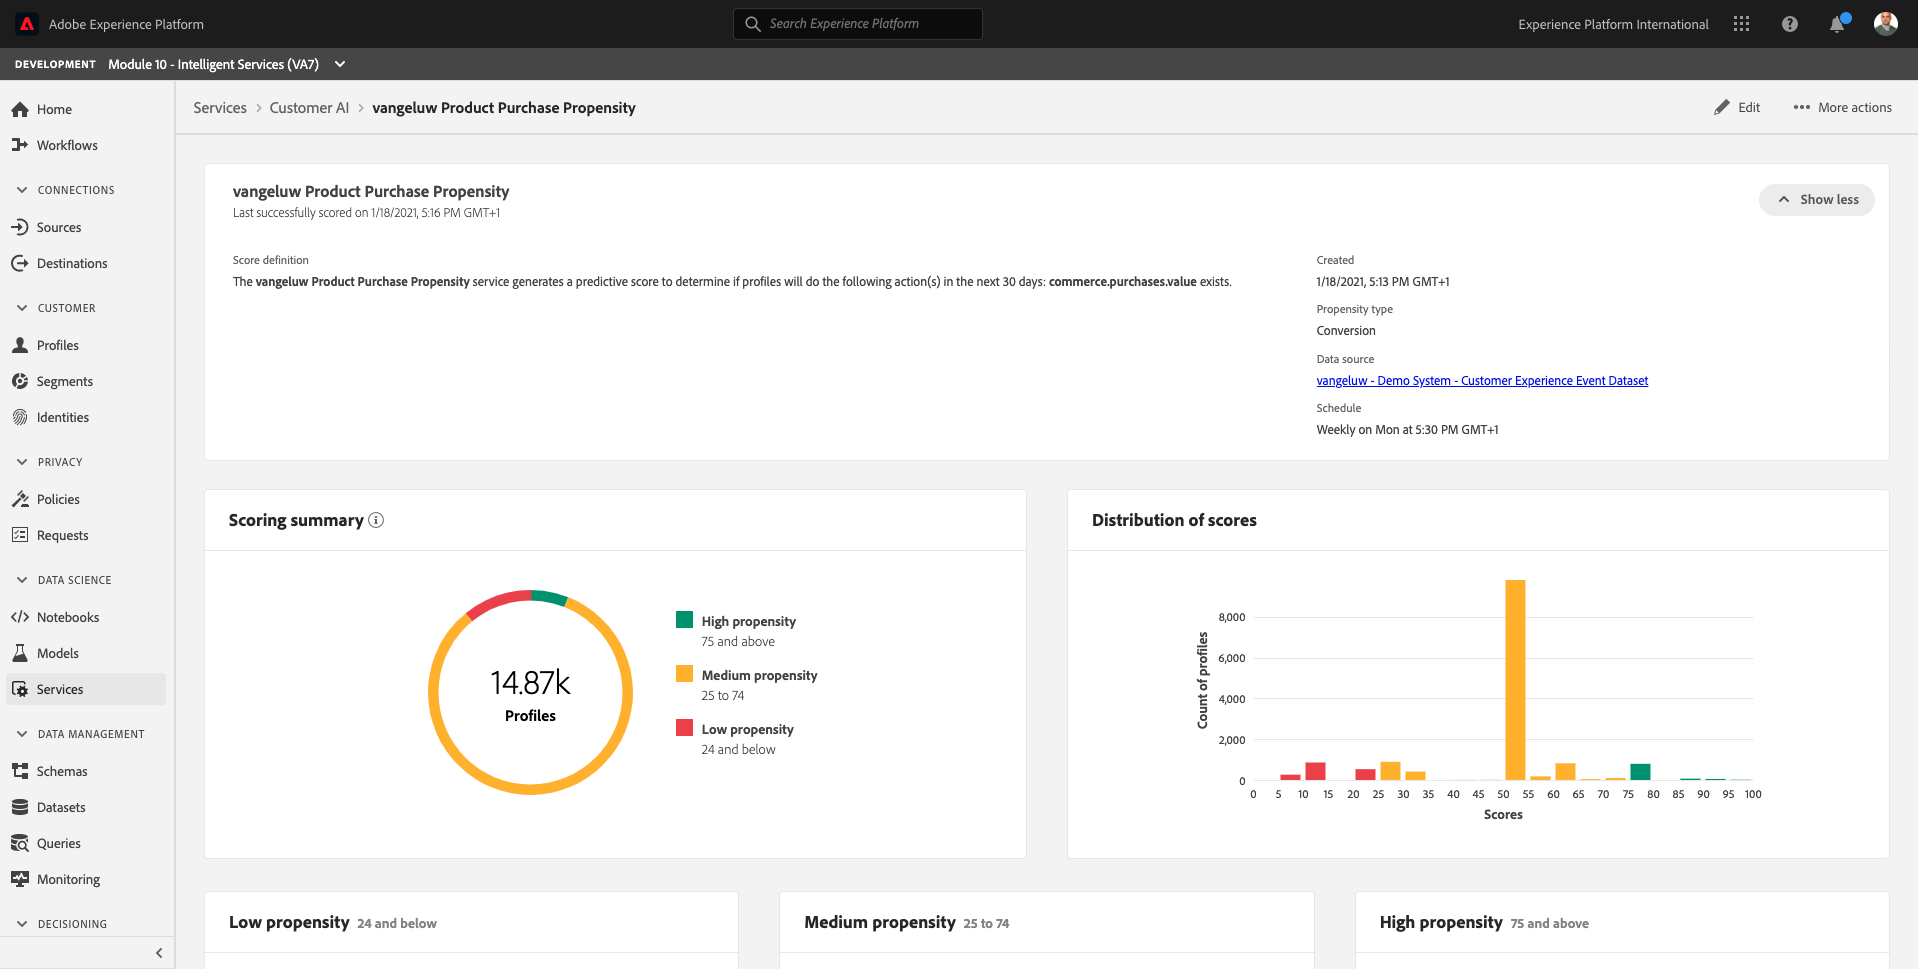 Adobe Experience Platform
Search Experience Platform
Experience Platform International
DEVELOPMENT Module 10 - Intelligent Services (VA7)
Home
Workflows
CONNECTIONS
Sources
Destinations
CUSTOMER
Profiles
Segments
Identities
PRIVACY
Policies
Requests
DATA SCIENCE
Notebooks
Models
Services
DATA MANAGEMENT
Schemas
Datasets
Queries
Monitoring
DECISIONING
Services > Customer AI > vangeluw Product Purchase Propensity
Edit
More actions
vangeluw Product Purchase Propensity
Last successfully scored on 1/18/2021, 5:16 PM GMT+1
Show less
Score definition
The vangeluw Product Purchase Propensity service generates a predictive score to determine if profiles will do the following action(s) in the next 30 days: commerce.purchases.value exists.
Created
1/18/2021, 5:13 PM GMT+1
Propensity type
Conversion
Data source
vangeluw - Demo System - Customer Experience Event Dataset
Schedule
Weekly on Mon at 5:30 PM GMT+1
Scoring summary
14.87k
Profiles
High propensity
75 and above
Medium propensity
25 to 74
Low propensity
24 and below
Distribution of scores
Count of profiles
8,000
6,000
4,000
2,000
0
0 5 10 15 20 25 30 35 40 45 50 55 60 65 70 75 80 85 90 95 100
Scores
Low propensity 24 and below
Medium propensity 25 to 74
High propensity 75 and above